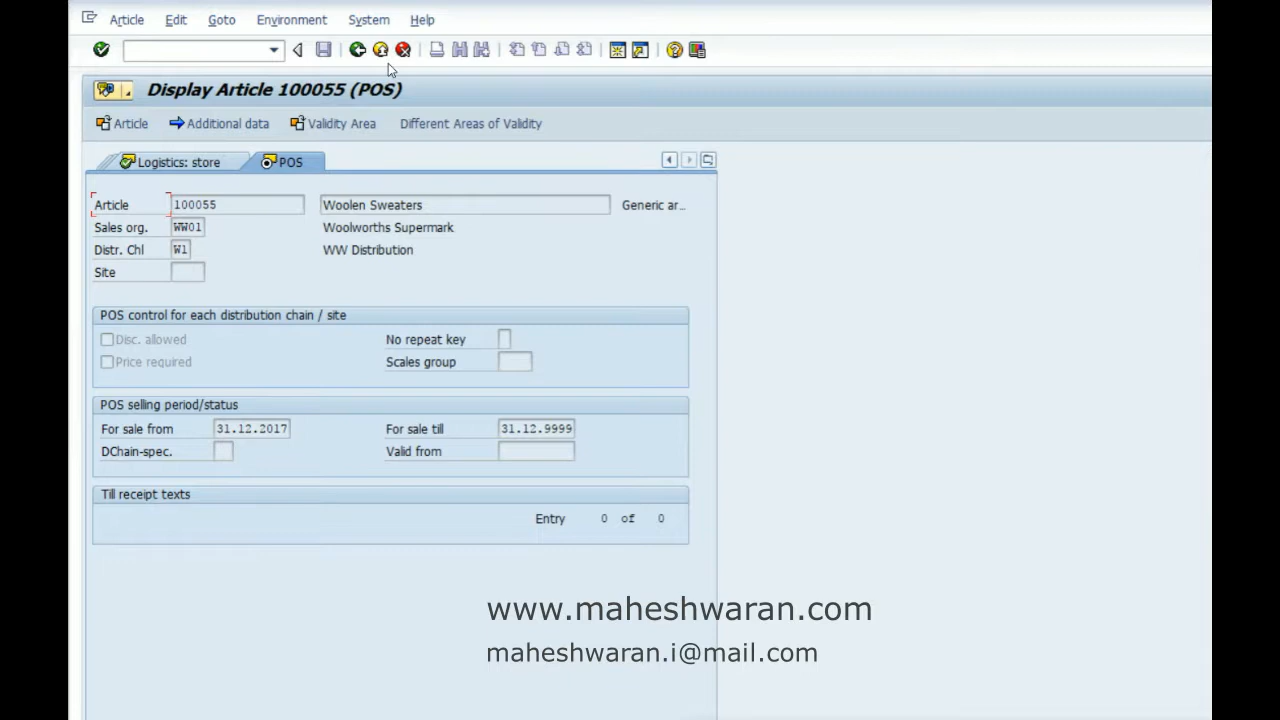 Article Edit Goto Environment System Help
Display Article 100055 (POS)
Article Additional data Validity Area Different Areas of Validity
Logistics: store POS
Article 100055 Woolen Sweaters Generic ar...
Sales org. WW01 Woolworths Supermark
Distr. Chl W1 WW Distribution
Site
POS control for each distribution chain / site
Disc. allowed No repeat key
Price required Scales group
POS selling period/status
For sale from 31.12.2017 For sale till 31.12.9999
DChain-spec. Valid from
Till receipt texts
Entry 0 of 0
www.maheshwaran.com
maheshwaran.i@mail.com